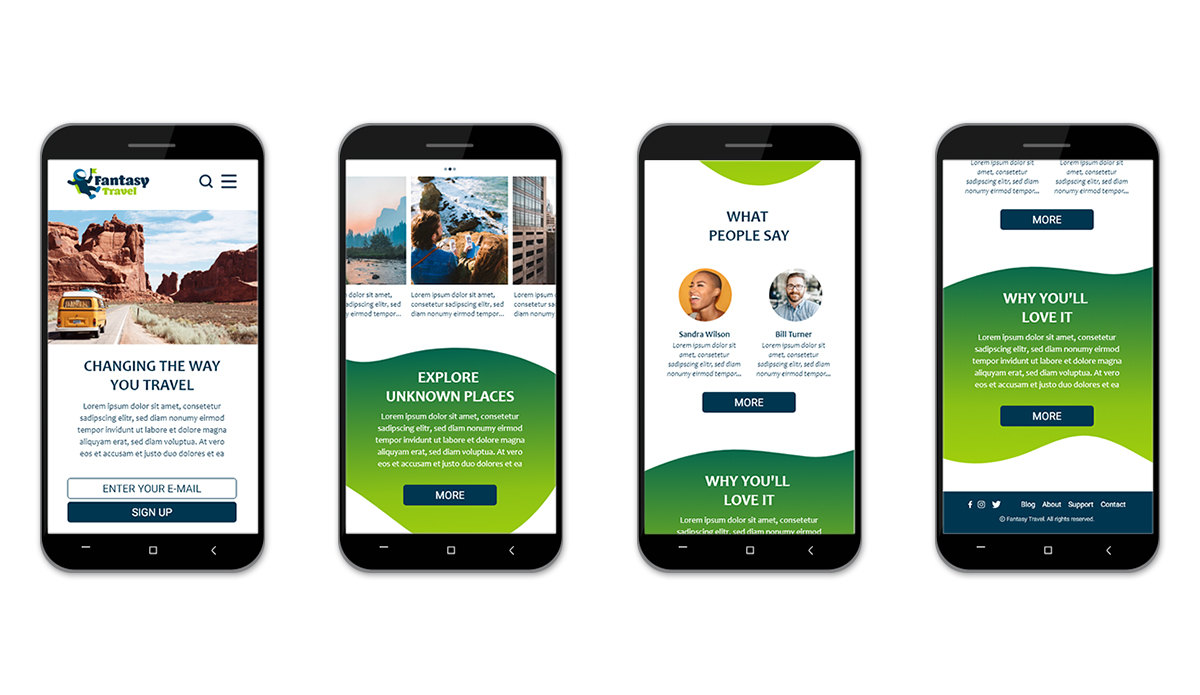 Fantasy
Travel
CHANGING THE WAY
YOU TRAVEL
Lorem ipsum dolor sit amet, consetetur
sadipscing elitr, sed diam nonumy eirmod
tempor invidunt ut labore et dolore magna
aliquyam erat, sed diam voluptua. At vero
eos et accusam et justo duo dolores et ea
ENTER YOUR E-MAIL
SIGN UP
dolor sit amet,
adipscing elitr, sed
y eirmod tempor...
Lorem ipsum dolor sit amet,
consetetur sadipscing elitr, sed
diam nonumy eirmod tempor...
Lorem ipsum
consetetur sa
diam nonum
EXPLORE
UNKNOWN PLACES
Lorem ipsum dolor sit amet, consetetur
sadipscing elitr, sed diam nonumy eirmod
tempor invidunt ut labore et dolore magna
aliquyam erat, sed diam voluptua. At vero
eos et accusam et justo duo dolores et ea
MORE
WHAT
PEOPLE SAY
Sandra Wilson
Lorem ipsum dolor sit
amet, consetetur
sadipscing elitr, sed diam
nonumy eirmod tempor...
Bill Turner
Lorem ipsum dolor sit
amet, consetetur
sadipscing elitr, sed diam
nonumy eirmod tempor...
MORE
WHY YOU'LL
LOVE IT
Lorem ipsum dolor sit amet, consetetur
sadipscing elitr, sed diam nonumy eirmod
Lorem ipsum dolor sit
amet, consetetur
sadipscing elitr, sed diam
nonumy eirmod tempor...
Lorem ipsum dolor sit
amet, consetetur
sadipscing elitr, sed diam
nonumy eirmod tempor...
MORE
WHY YOU'LL
LOVE IT
Lorem ipsum dolor sit amet, consetetur
sadipscing elitr, sed diam nonumy eirmod
tempor invidunt ut labore et dolore magna
aliquyam erat, sed diam voluptua. At vero
eos et accusam et justo duo dolores et ea
MORE
Blog About Support Contact
© Fantasy Travel. All rights reserved.